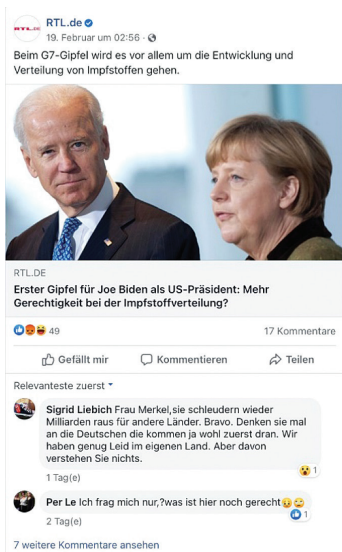 RTL.de
RTL.de
19. Februar um 02:56 ·
Beim G7-Gipfel wird es vor allem um die Entwicklung und
Verteilung von Impfstoffen gehen.
RTL.DE
Erster Gipfel für Joe Biden als US-Präsident: Mehr
Gerechtigkeit bei der Impfstoffverteilung?
49
17 Kommentare
Gefällt mir
Kommentieren
Teilen
Relevanteste zuerst
Sigrid Liebich Frau Merkel,sie schleudern wieder
Milliarden raus für andere Länder. Bravo. Denken sie mal
an die Deutschen die kommen ja wohl zuerst dran. Wir
haben genug Leid im eigenen Land. Aber davon
verstehen Sie nichts.
1
1 Tag(e)
Per Le Ich frag mich nur,?was ist hier noch gerecht😣🙄
1
2 Tag(e)
7 weitere Kommentare ansehen